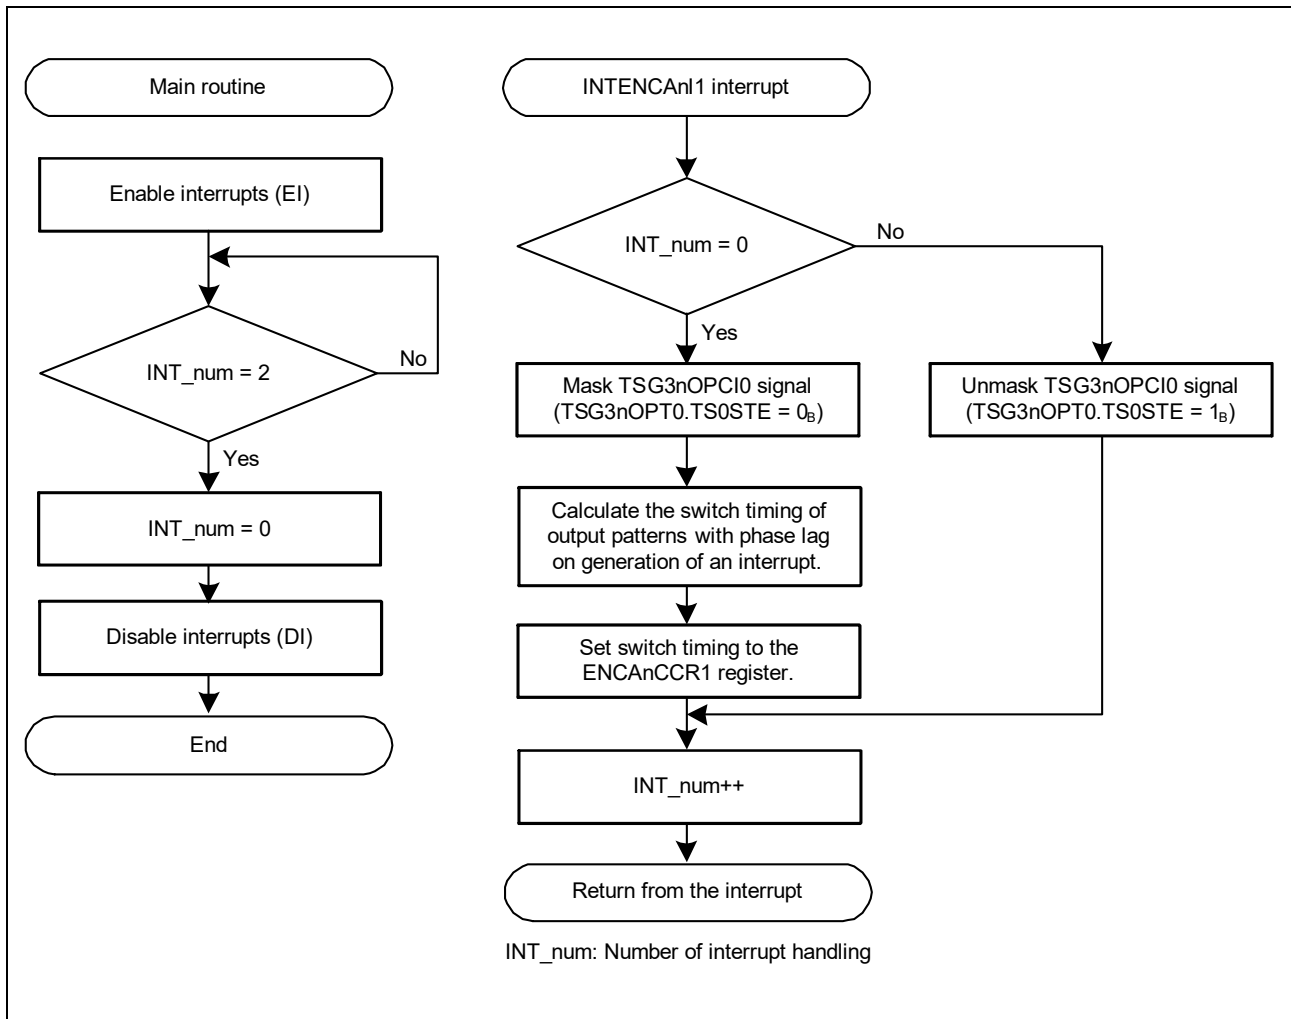 Main routine
Enable interrupts (EI)
INT_num = 2
No
Yes
INT_num = 0
Disable interrupts (DI)
End
INTENCAnI1 interrupt
INT_num = 0
No
Yes
Mask TSG3nOPCI0 signal
(TSG3nOPT0.TS0STE = 0B)
Unmask TSG3nOPCI0 signal
(TSG3nOPT0.TS0STE = 1B)
Calculate the switch timing of
output patterns with phase lag
on generation of an interrupt.
Set switch timing to the
ENCAnCCR1 register.
INT_num++
Return from the interrupt
INT_num: Number of interrupt handling